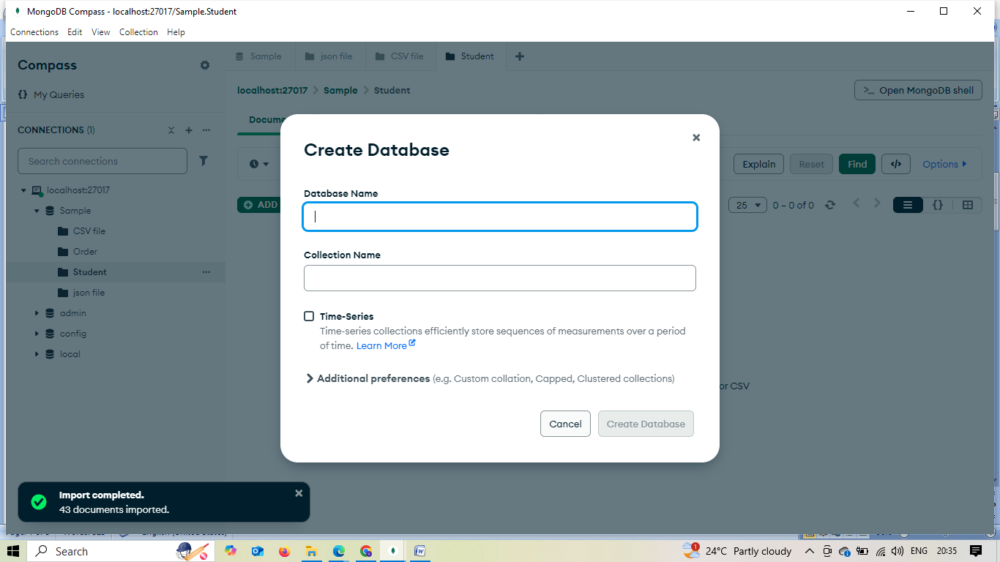 MongoDB Compass - localhost:27017/Sample.Student
Connections Edit View Collection Help
Compass
{} My Queries
CONNECTIONS (1)
Search connections
localhost:27017
Sample
CSV file
Order
Student
json file
admin
config
local
Sample json file CSV file Student
localhost:27017 > Sample > Student
>_ Open MongoDB shell
Explain Reset Find </> Options
ADD
25 0 – 0 of 0 {}
or CSV
Create Database
Database Name
Collection Name
Time-Series
Time-series collections efficiently store sequences of measurements over a period
of time. Learn More
Additional preferences (e.g. Custom collation, Capped, Clustered collections)
Cancel Create Database
Import completed.
43 documents imported.
Search
1 24°C Partly cloudy ENG 20:35